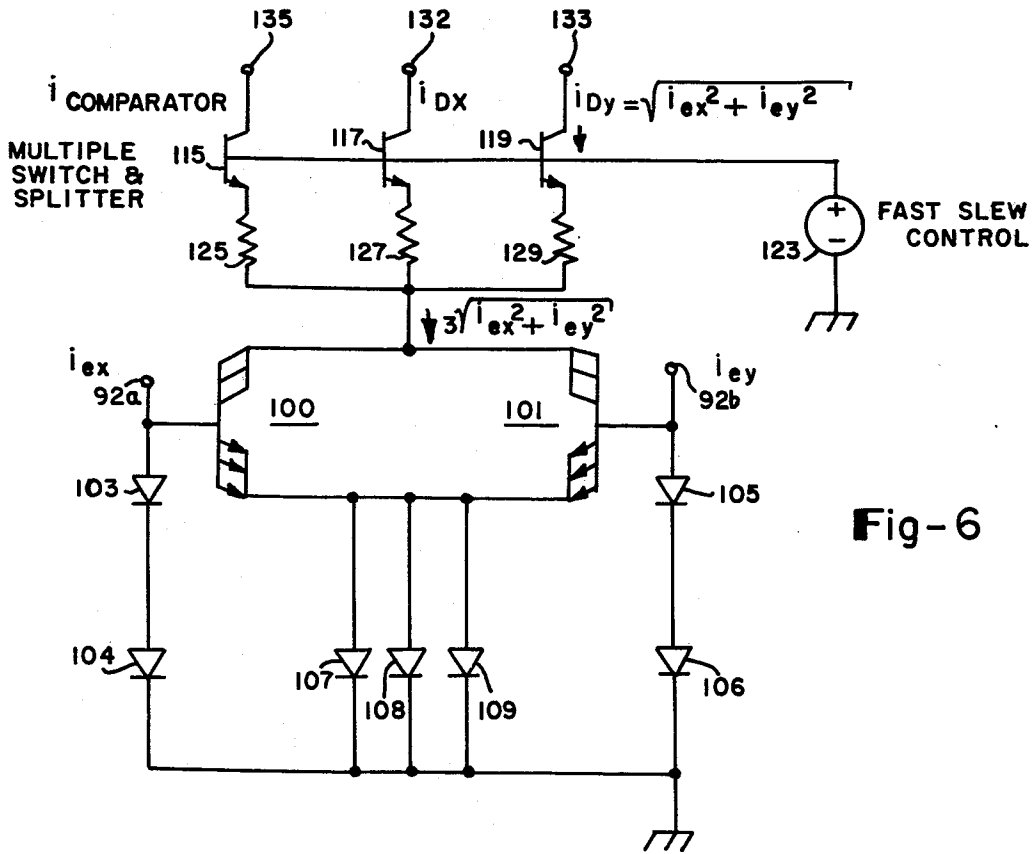 135
132
133
i COMPARATOR
i DX
i Dy = √(i ex² + i ey²)
MULTIPLE
SWITCH &
SPLITTER
115
117
119
FAST SLEW
CONTROL
+
−
123
125
127
129
3√(i ex² + i ey²)
i ex
92a
100
101
i ey
92b
103
105
Fig-6
104
107
108
109
106